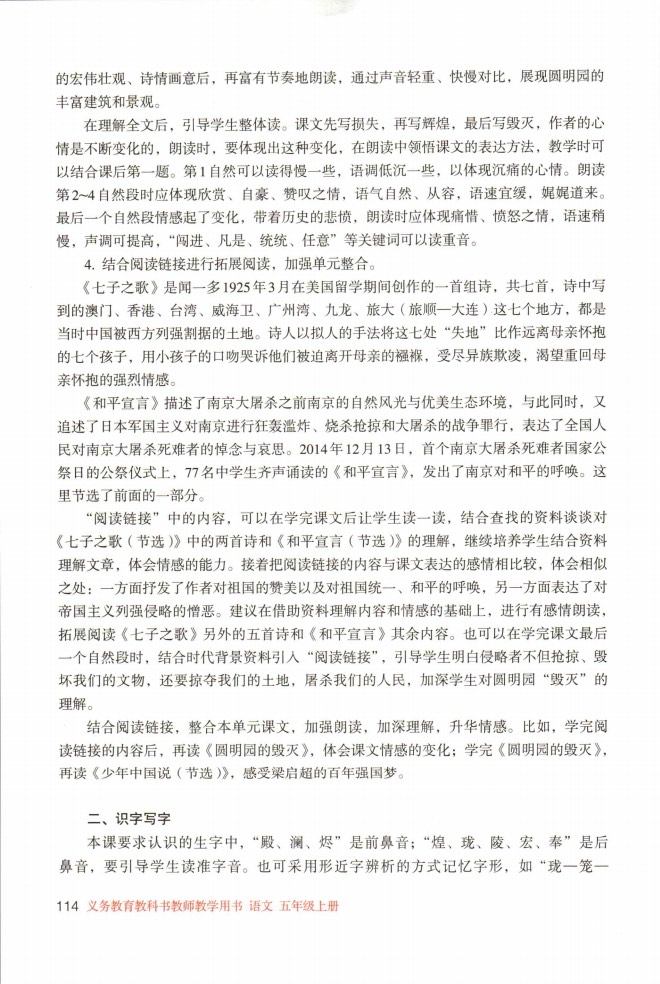 的宏伟壮观、诗情画意后，再富有节奏地朗读，通过声音轻重、快慢对比，展现圆明园的
丰富建筑和景观。
在理解全文后，引导学生整体读。课文先写损失，再写辉煌，最后写毁灭，作者的心
情是不断变化的，朗读时，要体现出这种变化，在朗读中领悟课文的表达方法，教学时可
以结合课后第一题。第1自然可以读得慢一些，语调低沉一些，以体现沉痛的心情。朗读
第2~4自然段时应体现欣赏、自豪、赞叹之情，语气自然、从容，语速宜缓，娓娓道来。
最后一个自然段情感起了变化，带着历史的悲愤，朗读时应体现痛惜、愤怒之情，语速稍
慢，声调可提高，“闯进、凡是、统统、任意”等关键词可以读重音。
4. 结合阅读链接进行拓展阅读，加强单元整合。
《七子之歌》是闻一多1925年3月在美国留学期间创作的一首组诗，共七首，诗中写
到的澳门、香港、台湾、威海卫、广州湾、九龙、旅大（旅顺—大连）这七个地方，都是
当时中国被西方列强割据的土地。诗人以拟人的手法将这七处“失地”比作远离母亲怀抱
的七个孩子，用小孩子的口吻哭诉他们被迫离开母亲的襁褓，受尽异族欺凌，渴望重回母
亲怀抱的强烈情感。
《和平宣言》描述了南京大屠杀之前南京的自然风光与优美生态环境，与此同时，又
追述了日本军国主义对南京进行狂轰滥炸、烧杀抢掠和大屠杀的战争罪行，表达了全国人
民对南京大屠杀死难者的悼念与哀思。2014年12月13日，首个南京大屠杀死难者国家公
祭日的公祭仪式上，77名中学生齐声诵读的《和平宣言》，发出了南京对和平的呼唤。这
里节选了前面的一部分。
“阅读链接”中的内容，可以在学完课文后让学生读一读，结合查找的资料谈谈对
《七子之歌（节选）》中的两首诗和《和平宣言（节选）》的理解，继续培养学生结合资料
理解文章，体会情感的能力。接着把阅读链接的内容与课文表达的感情相比较，体会相似
之处：一方面抒发了作者对祖国的赞美以及对祖国统一、和平的呼唤，另一方面表达了对
帝国主义列强侵略的憎恶。建议在借助资料理解内容和情感的基础上，进行有感情朗读，
拓展阅读《七子之歌》另外的五首诗和《和平宣言》其余内容。也可以在学完课文最后
一个自然段时，结合时代背景资料引入“阅读链接”，引导学生明白侵略者不但抢掠、毁
坏我们的文物，还要掠夺我们的土地，屠杀我们的人民，加深学生对圆明园“毁灭”的
理解。
结合阅读链接，整合本单元课文，加强朗读，加深理解，升华情感。比如，学完阅
读链接的内容后，再读《圆明园的毁灭》，体会课文情感的变化；学完《圆明园的毁灭》，
再读《少年中国说（节选）》，感受梁启超的百年强国梦。
二、识字写字
本课要求认识的生字中，“殿、澜、烬”是前鼻音；“煌、珑、陵、宏、奉”是后
鼻音，要引导学生读准字音。也可采用形近字辨析的方式记忆字形，如“珑—笼—
114 义务教育教科书教师教学用书 语文 五年级上册